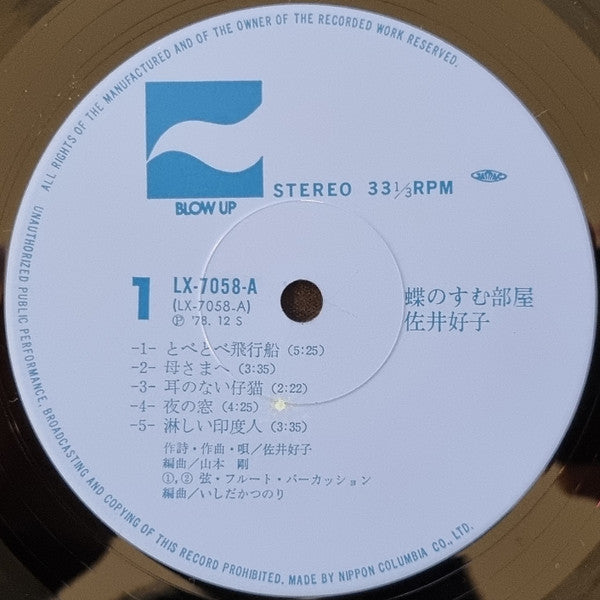 ALL RIGHTS OF THE MANUFACTURED AND OF THE OWNER OF THE RECORDED WORK RESERVED.
UNAUTHORIZED PUBLIC PERFORMANCE, BROADCASTING AND COPYING OF THIS RECORD PROHIBITED, MADE BY NIPPON COLUMBIA CO., LTD.
BLOW UP
STEREO 33 1/3 RPM
1 LX-7058-A
(LX-7058-A)
Ⓟ '78. 12 S
蝶のすむ部屋
佐井好子
-1- とべとべ飛行船 (5:25)
-2- 母さまへ (3:35)
-3- 耳のない仔猫 (2:22)
-4- 夜の窓 (4:25)
-5- 淋しい印度人 (3:35)
作詩・作曲・唄/佐井好子
編曲/山本 剛
①,③ 弦・フルート・パーカッション
編曲/いしだかつのり